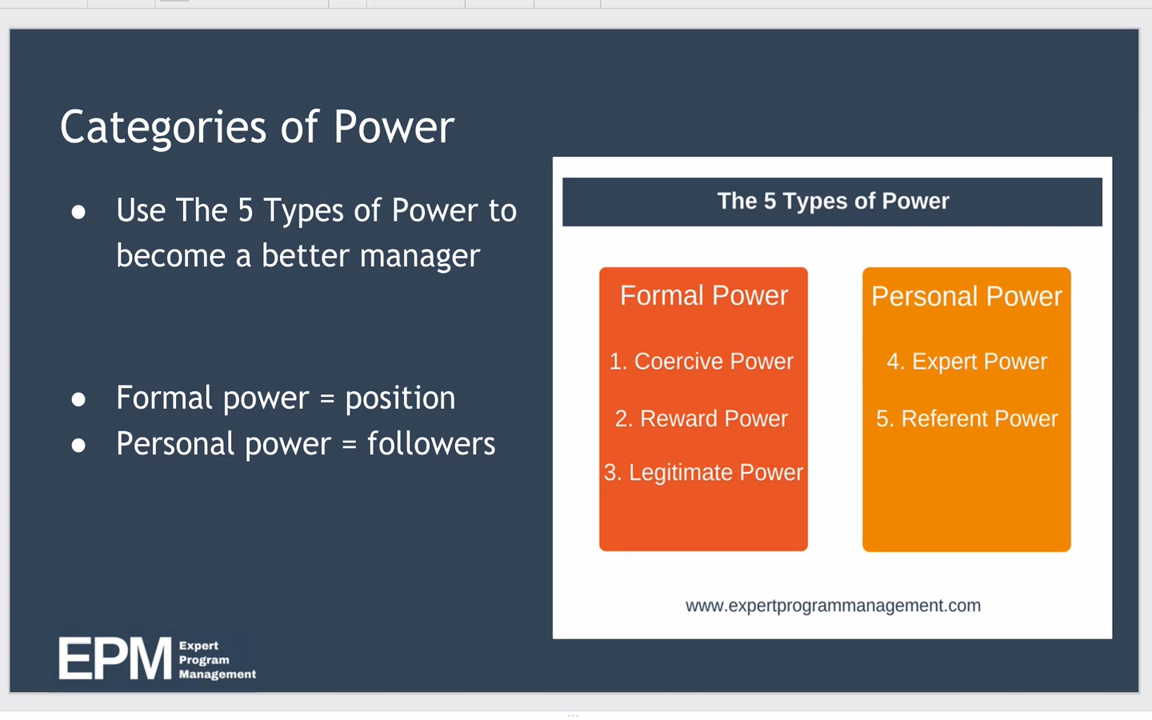 Categories of Power
● Use The 5 Types of Power to
become a better manager
● Formal power = position
● Personal power = followers
The 5 Types of Power
Formal Power
1. Coercive Power
2. Reward Power
3. Legitimate Power
Personal Power
4. Expert Power
5. Referent Power
www.expertprogrammanagement.com
EPM
Expert
Program
Management